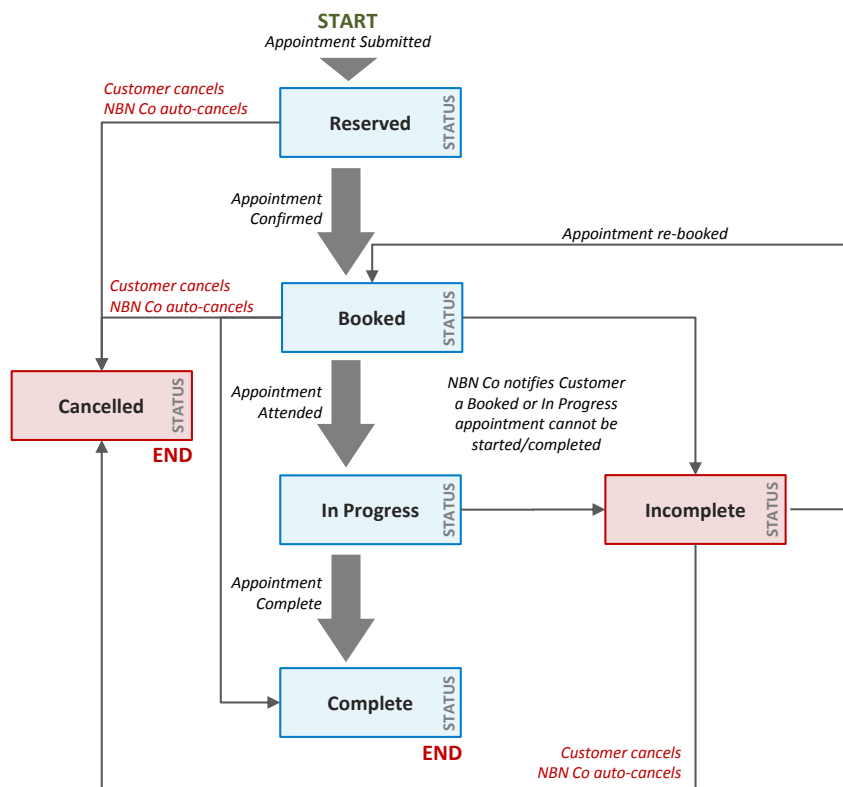 START
Appointment Submitted
Customer cancels
NBN Co auto-cancels
Reserved
STATUS
Appointment
Confirmed
Appointment re-booked
Customer cancels
NBN Co auto-cancels
Booked
STATUS
Cancelled
STATUS
END
Appointment
Attended
NBN Co notifies Customer
a Booked or In Progress
appointment cannot be
started/completed
In Progress
STATUS
Incomplete
STATUS
Appointment
Complete
Complete
STATUS
END
Customer cancels
NBN Co auto-cancels